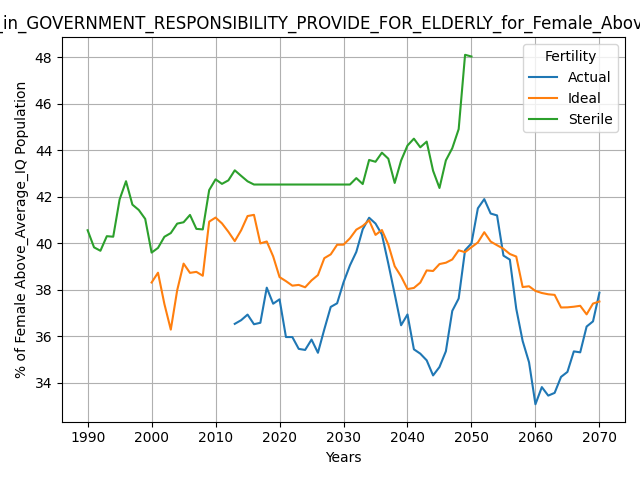 _in_GOVERNMENT_RESPONSIBILITY_PROVIDE_FOR_ELDERLY_for_Female_Abov
Fertility
Actual
Ideal
Sterile
% of Female Above_Average_IQ Population
48
46
44
42
40
38
36
34
1990 2000 2010 2020 2030 2040 2050 2060 2070
Years